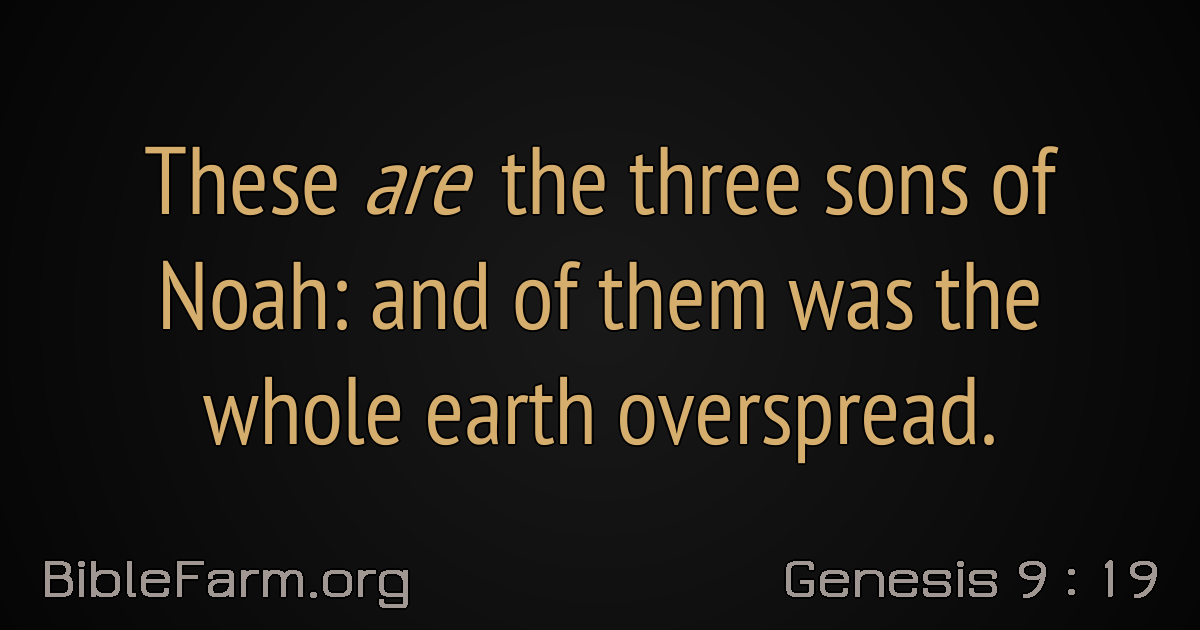 These are the three sons of
Noah: and of them was the
whole earth overspread.
BibleFarm.org
Genesis 9 : 19